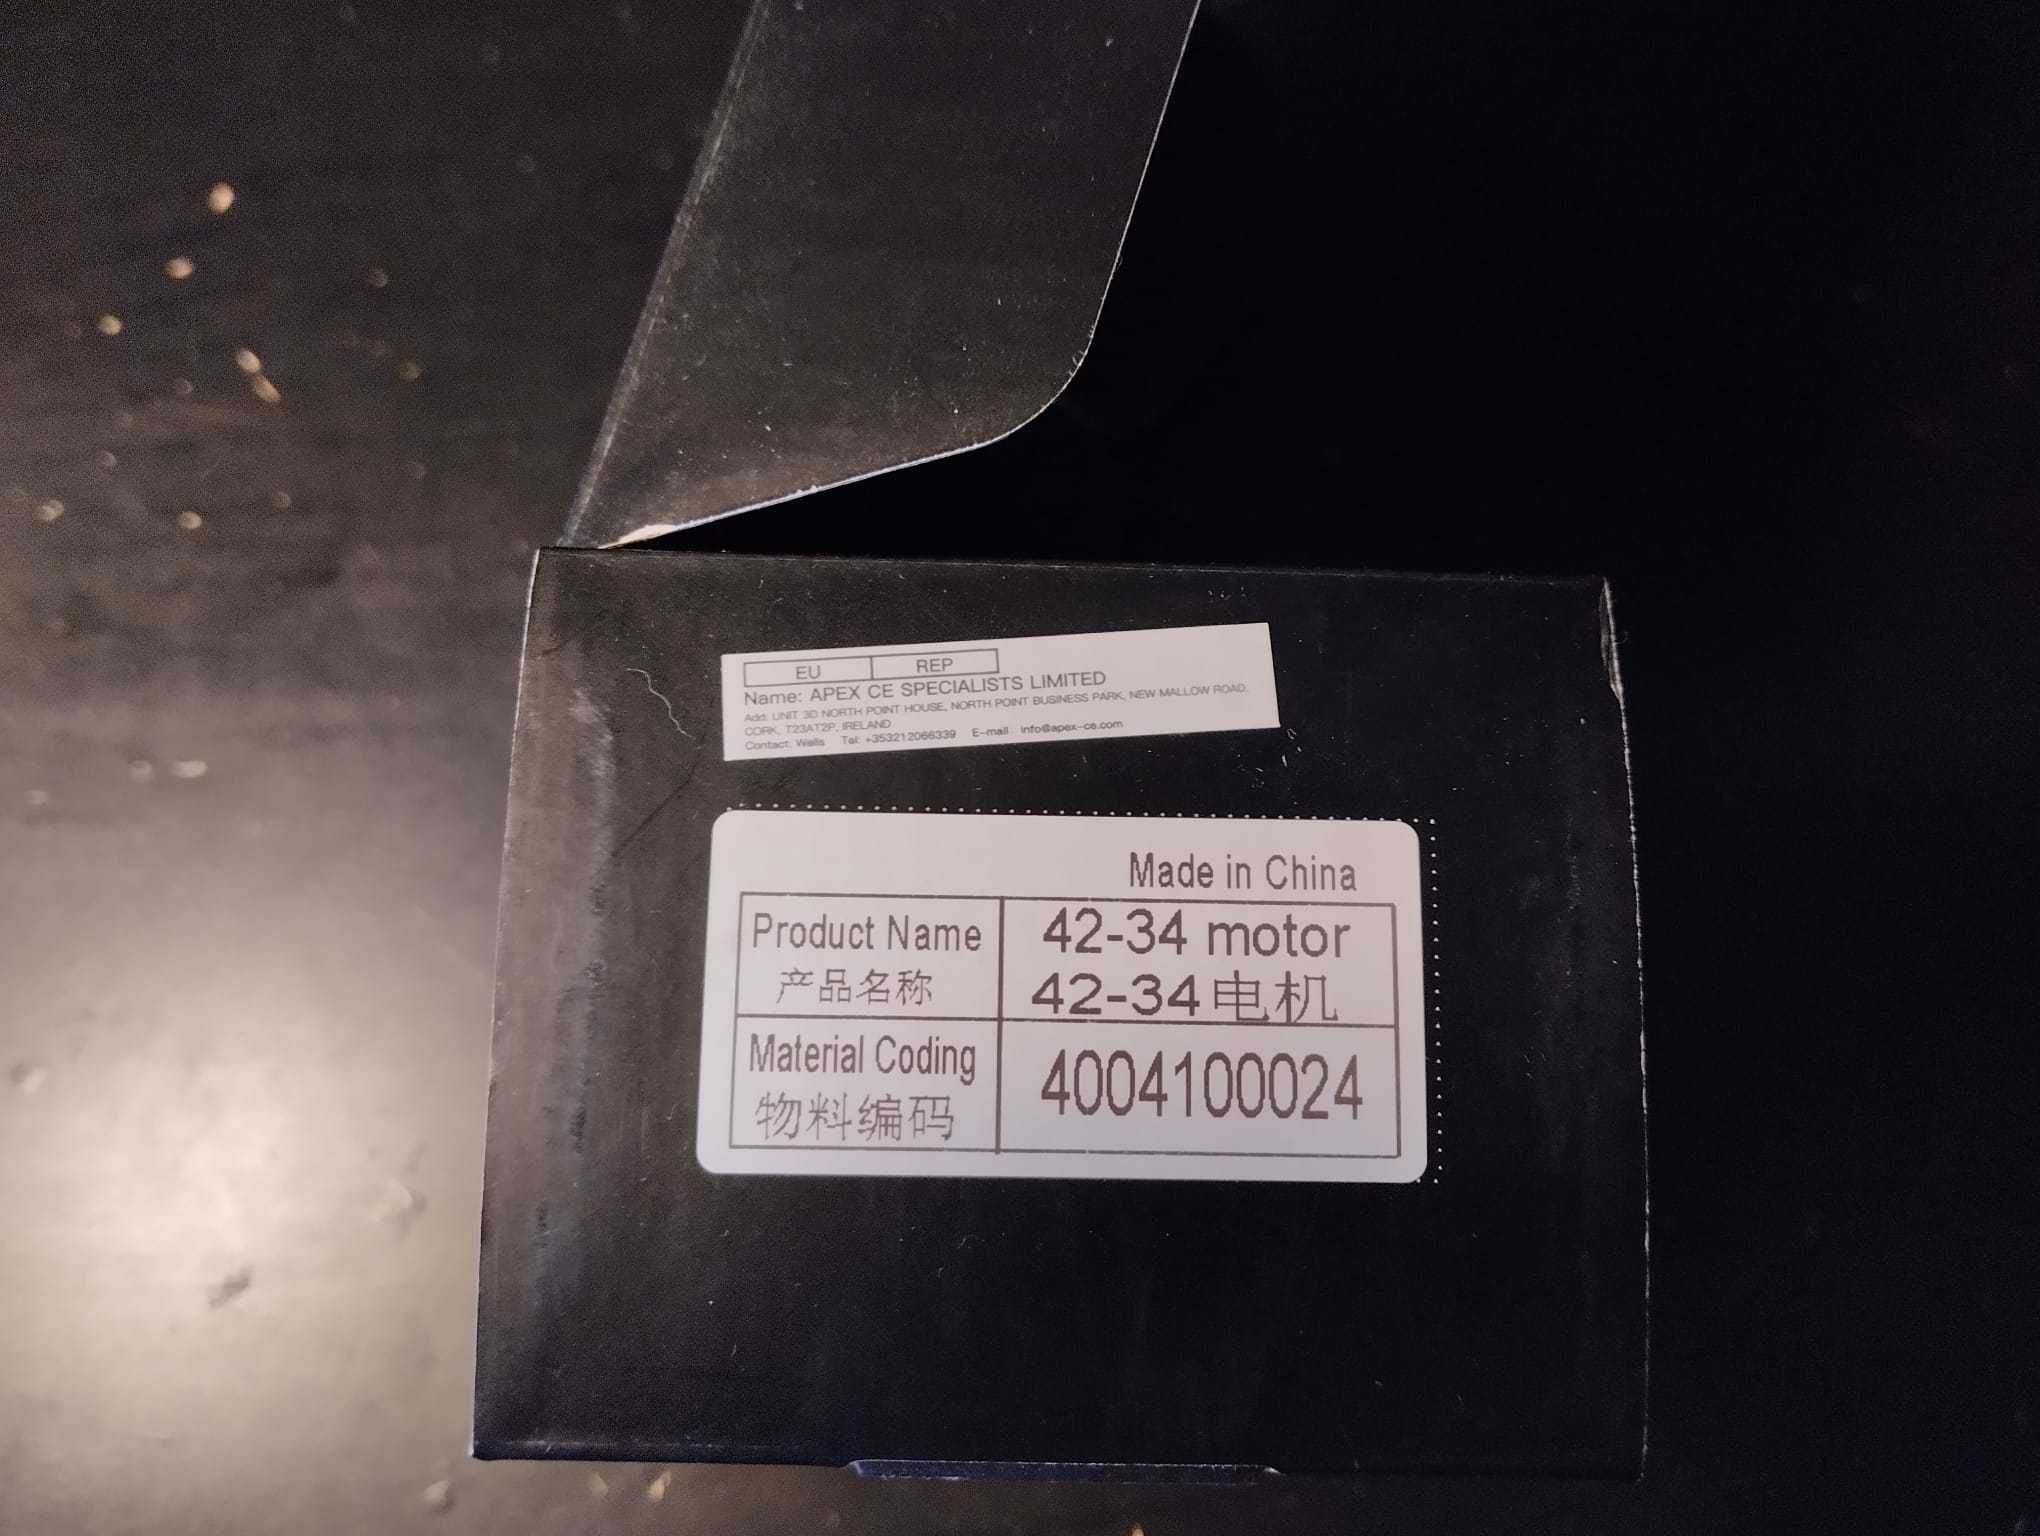 EU REP
Name: APEX CE SPECIALISTS LIMITED
Add: UNIT 3D NORTH POINT HOUSE, NORTH POINT BUSINESS PARK, NEW MALLOW ROAD,
CORK, T23AT2P, IRELAND
Contact: Wells Tel: +353212066339 E-mail: info@apex-ce.com
Made in China
Product Name 42-34 motor
产品名称 42-34电机
Material Coding 4004100024
物料编码